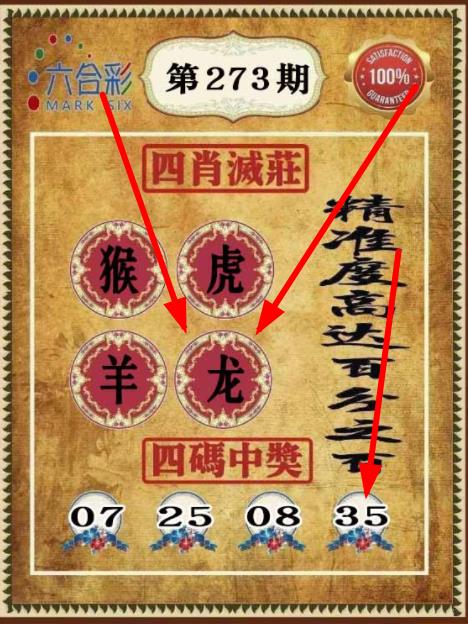 六合彩
MARK SIX
第273期
SATISFACTION
100%
GUARANTEE
四肖滅莊
猴
虎
羊
龙
精准度高达百分之百
四碼中獎
07 25 08 35